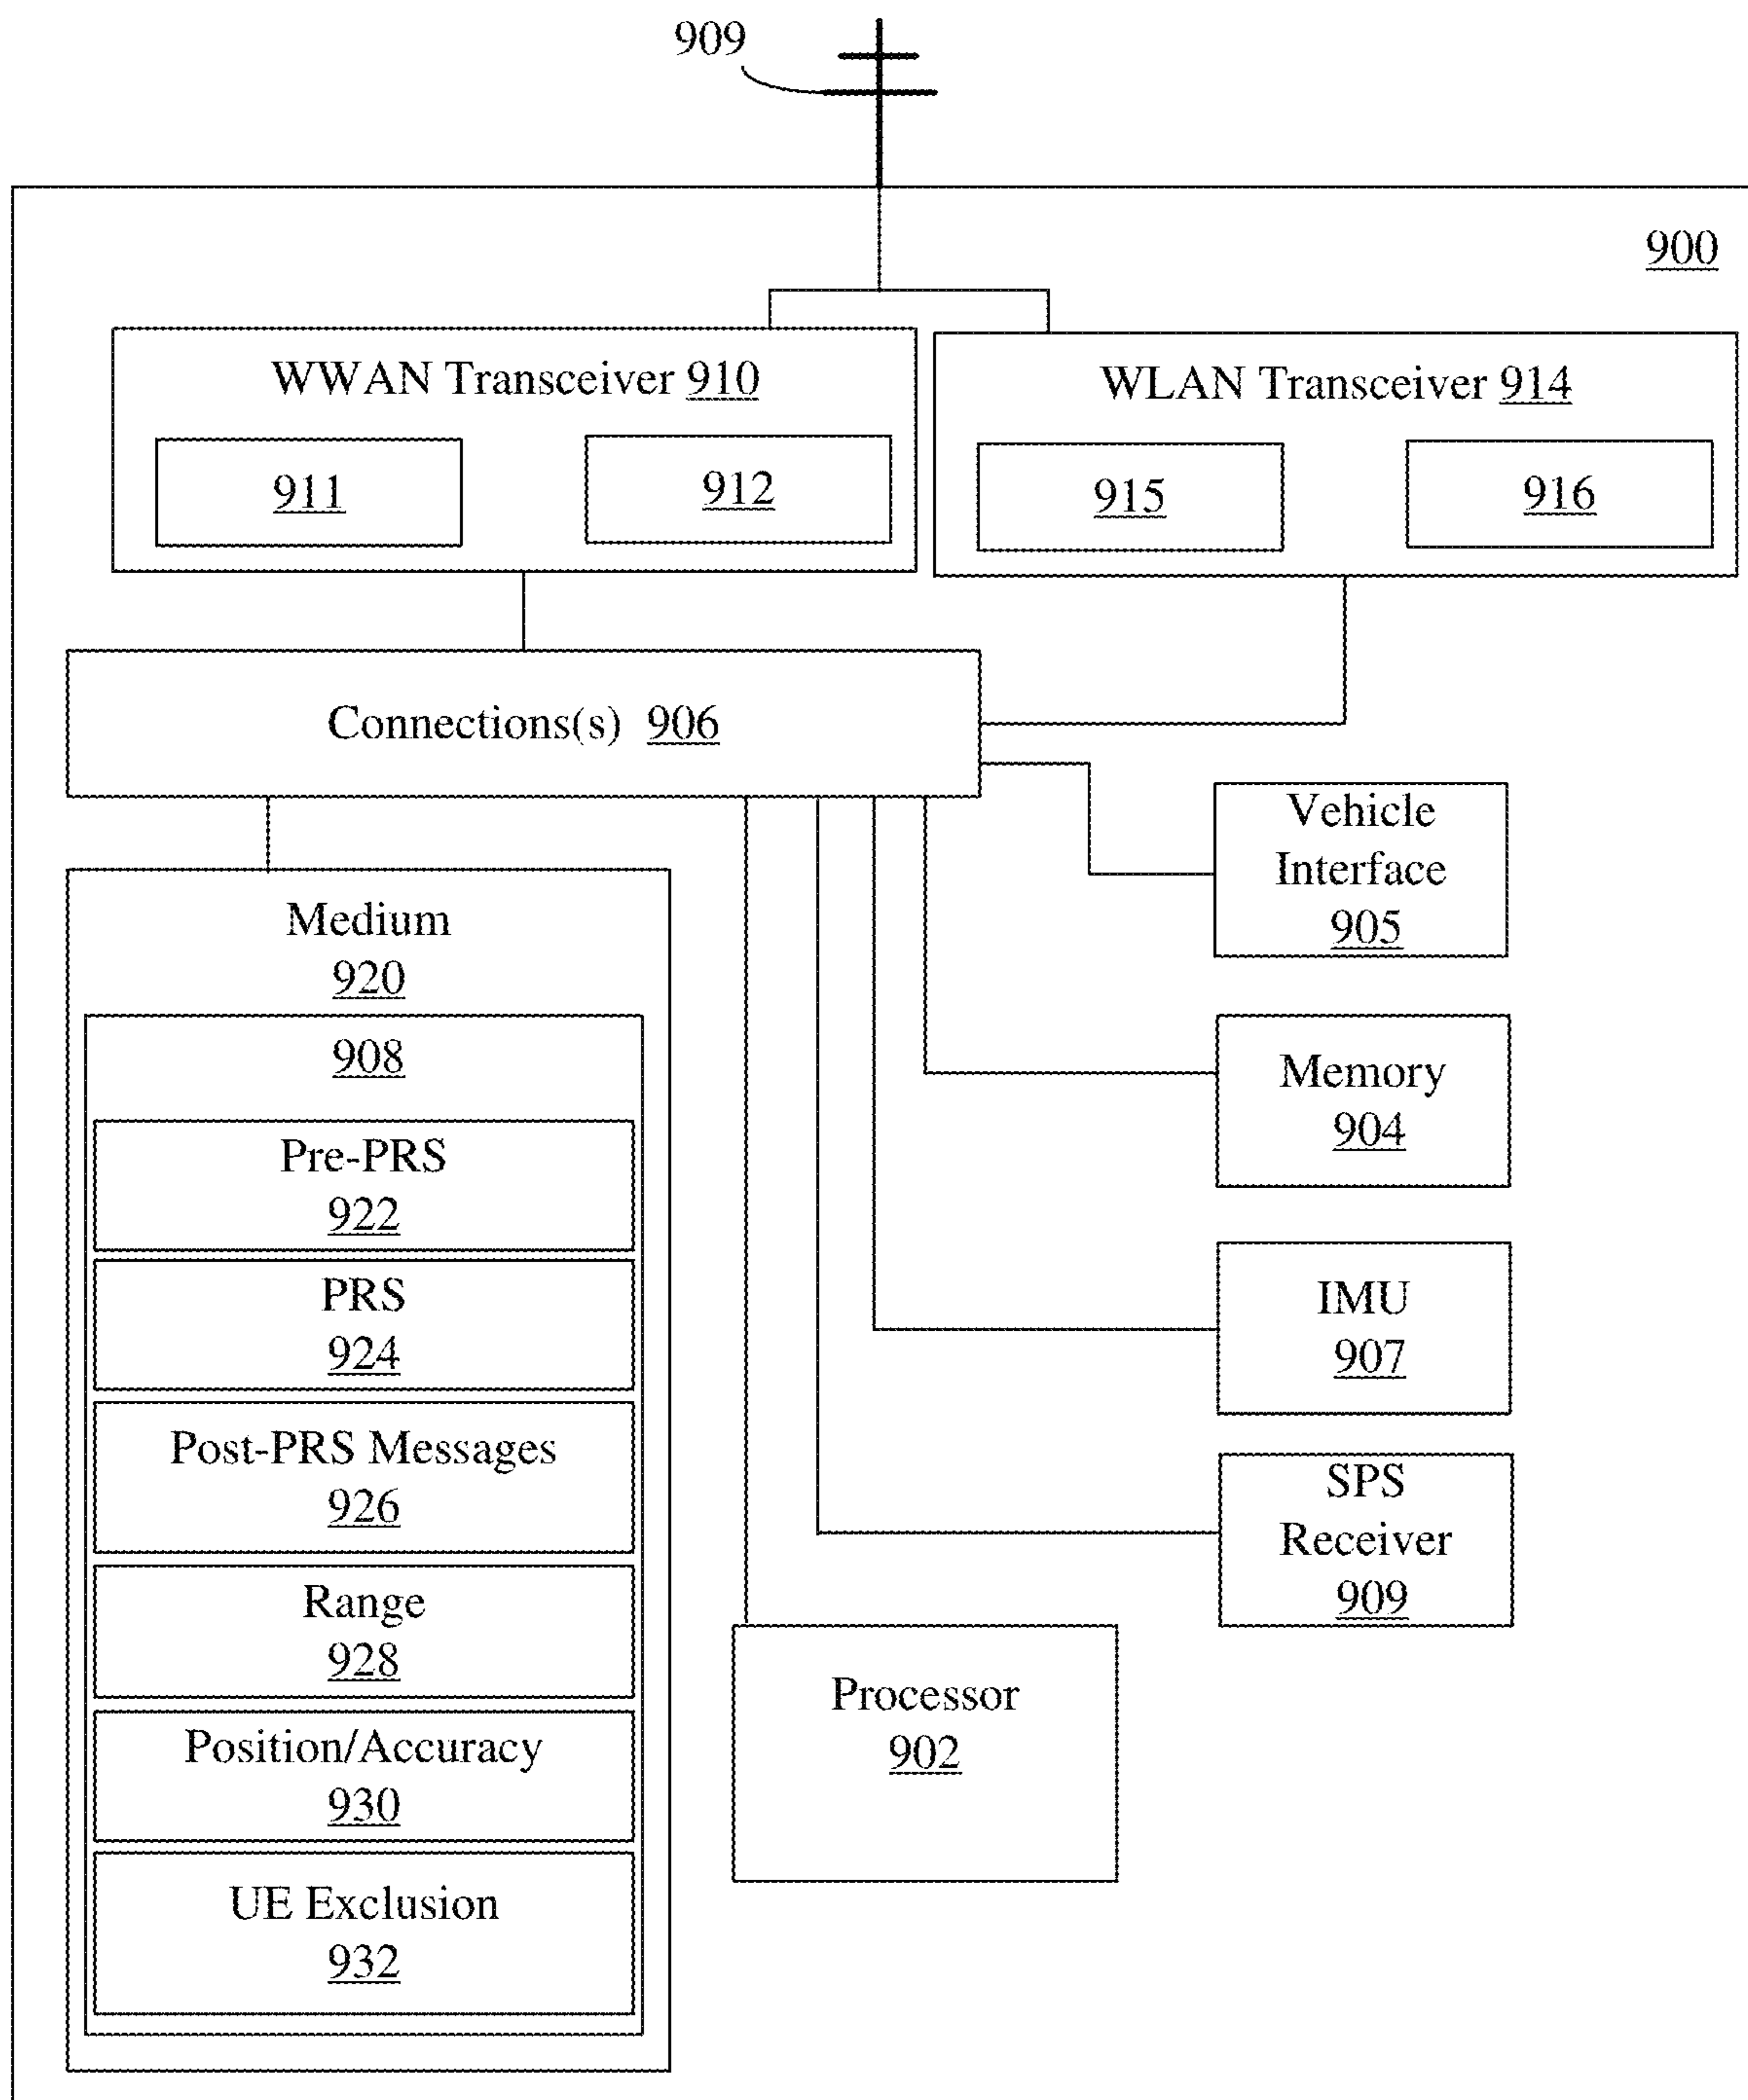 909
900
WWAN Transceiver 910
911
912
WLAN Transceiver 914
915
916
Connections(s) 906
Vehicle
Interface
905
Medium
920
908
Pre-PRS
922
PRS
924
Post-PRS Messages
926
Range
928
Position/Accuracy
930
UE Exclusion
932
Memory
904
IMU
907
SPS
Receiver
909
Processor
902